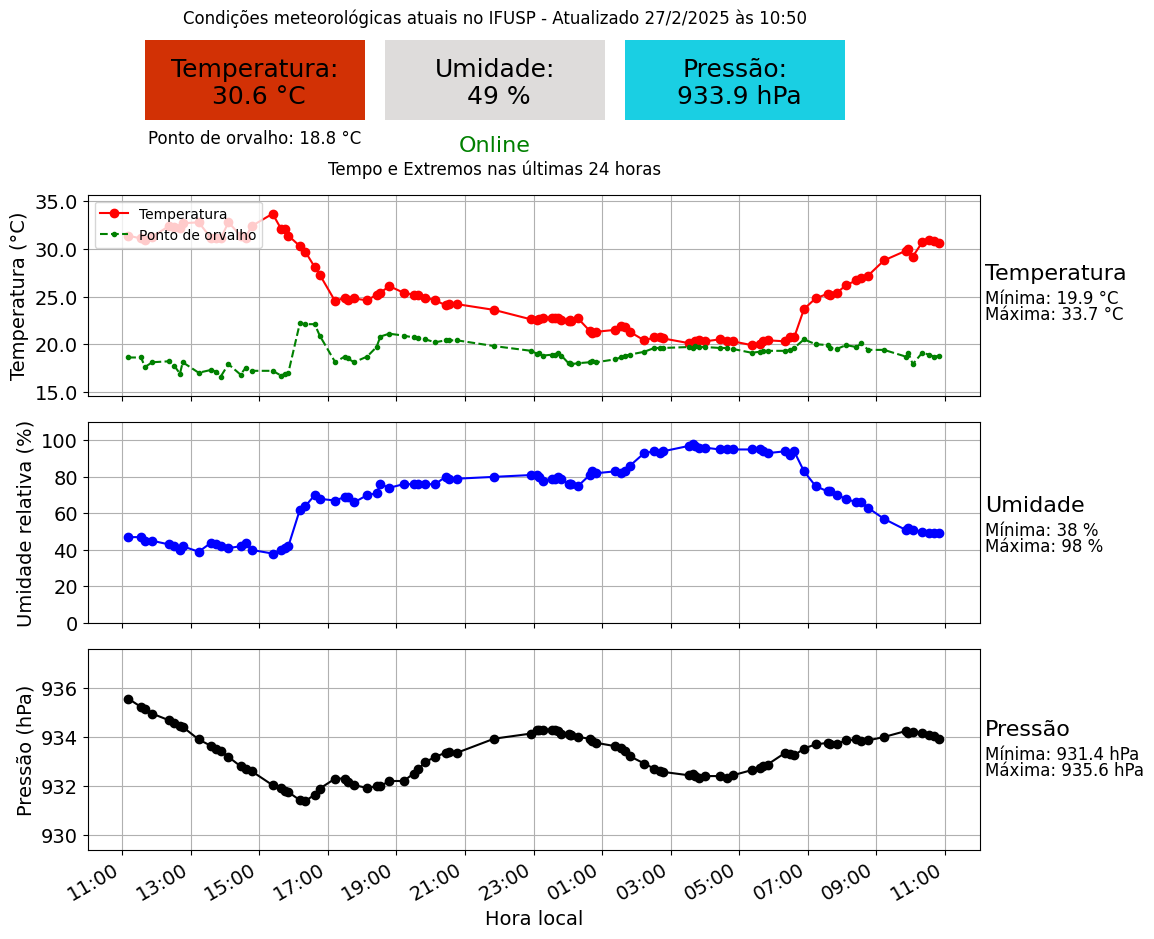 Condições meteorológicas atuais no IFUSP - Atualizado 27/2/2025 às 10:50
Temperatura:
30.6 °C
Umidade:
49 %
Pressão:
933.9 hPa
Ponto de orvalho: 18.8 °C
Online
Tempo e Extremos nas últimas 24 horas
Temperatura (°C)
35.0
30.0
25.0
20.0
15.0
Temperatura
Ponto de orvalho
Temperatura
Mínima: 19.9 °C
Máxima: 33.7 °C
Umidade relativa (%)
100
80
60
40
20
0
Umidade
Mínima: 38 %
Máxima: 98 %
Pressão (hPa)
936
934
932
930
Pressão
Mínima: 931.4 hPa
Máxima: 935.6 hPa
11:00 13:00 15:00 17:00 19:00 21:00 23:00 01:00 03:00 05:00 07:00 09:00 11:00
Hora local